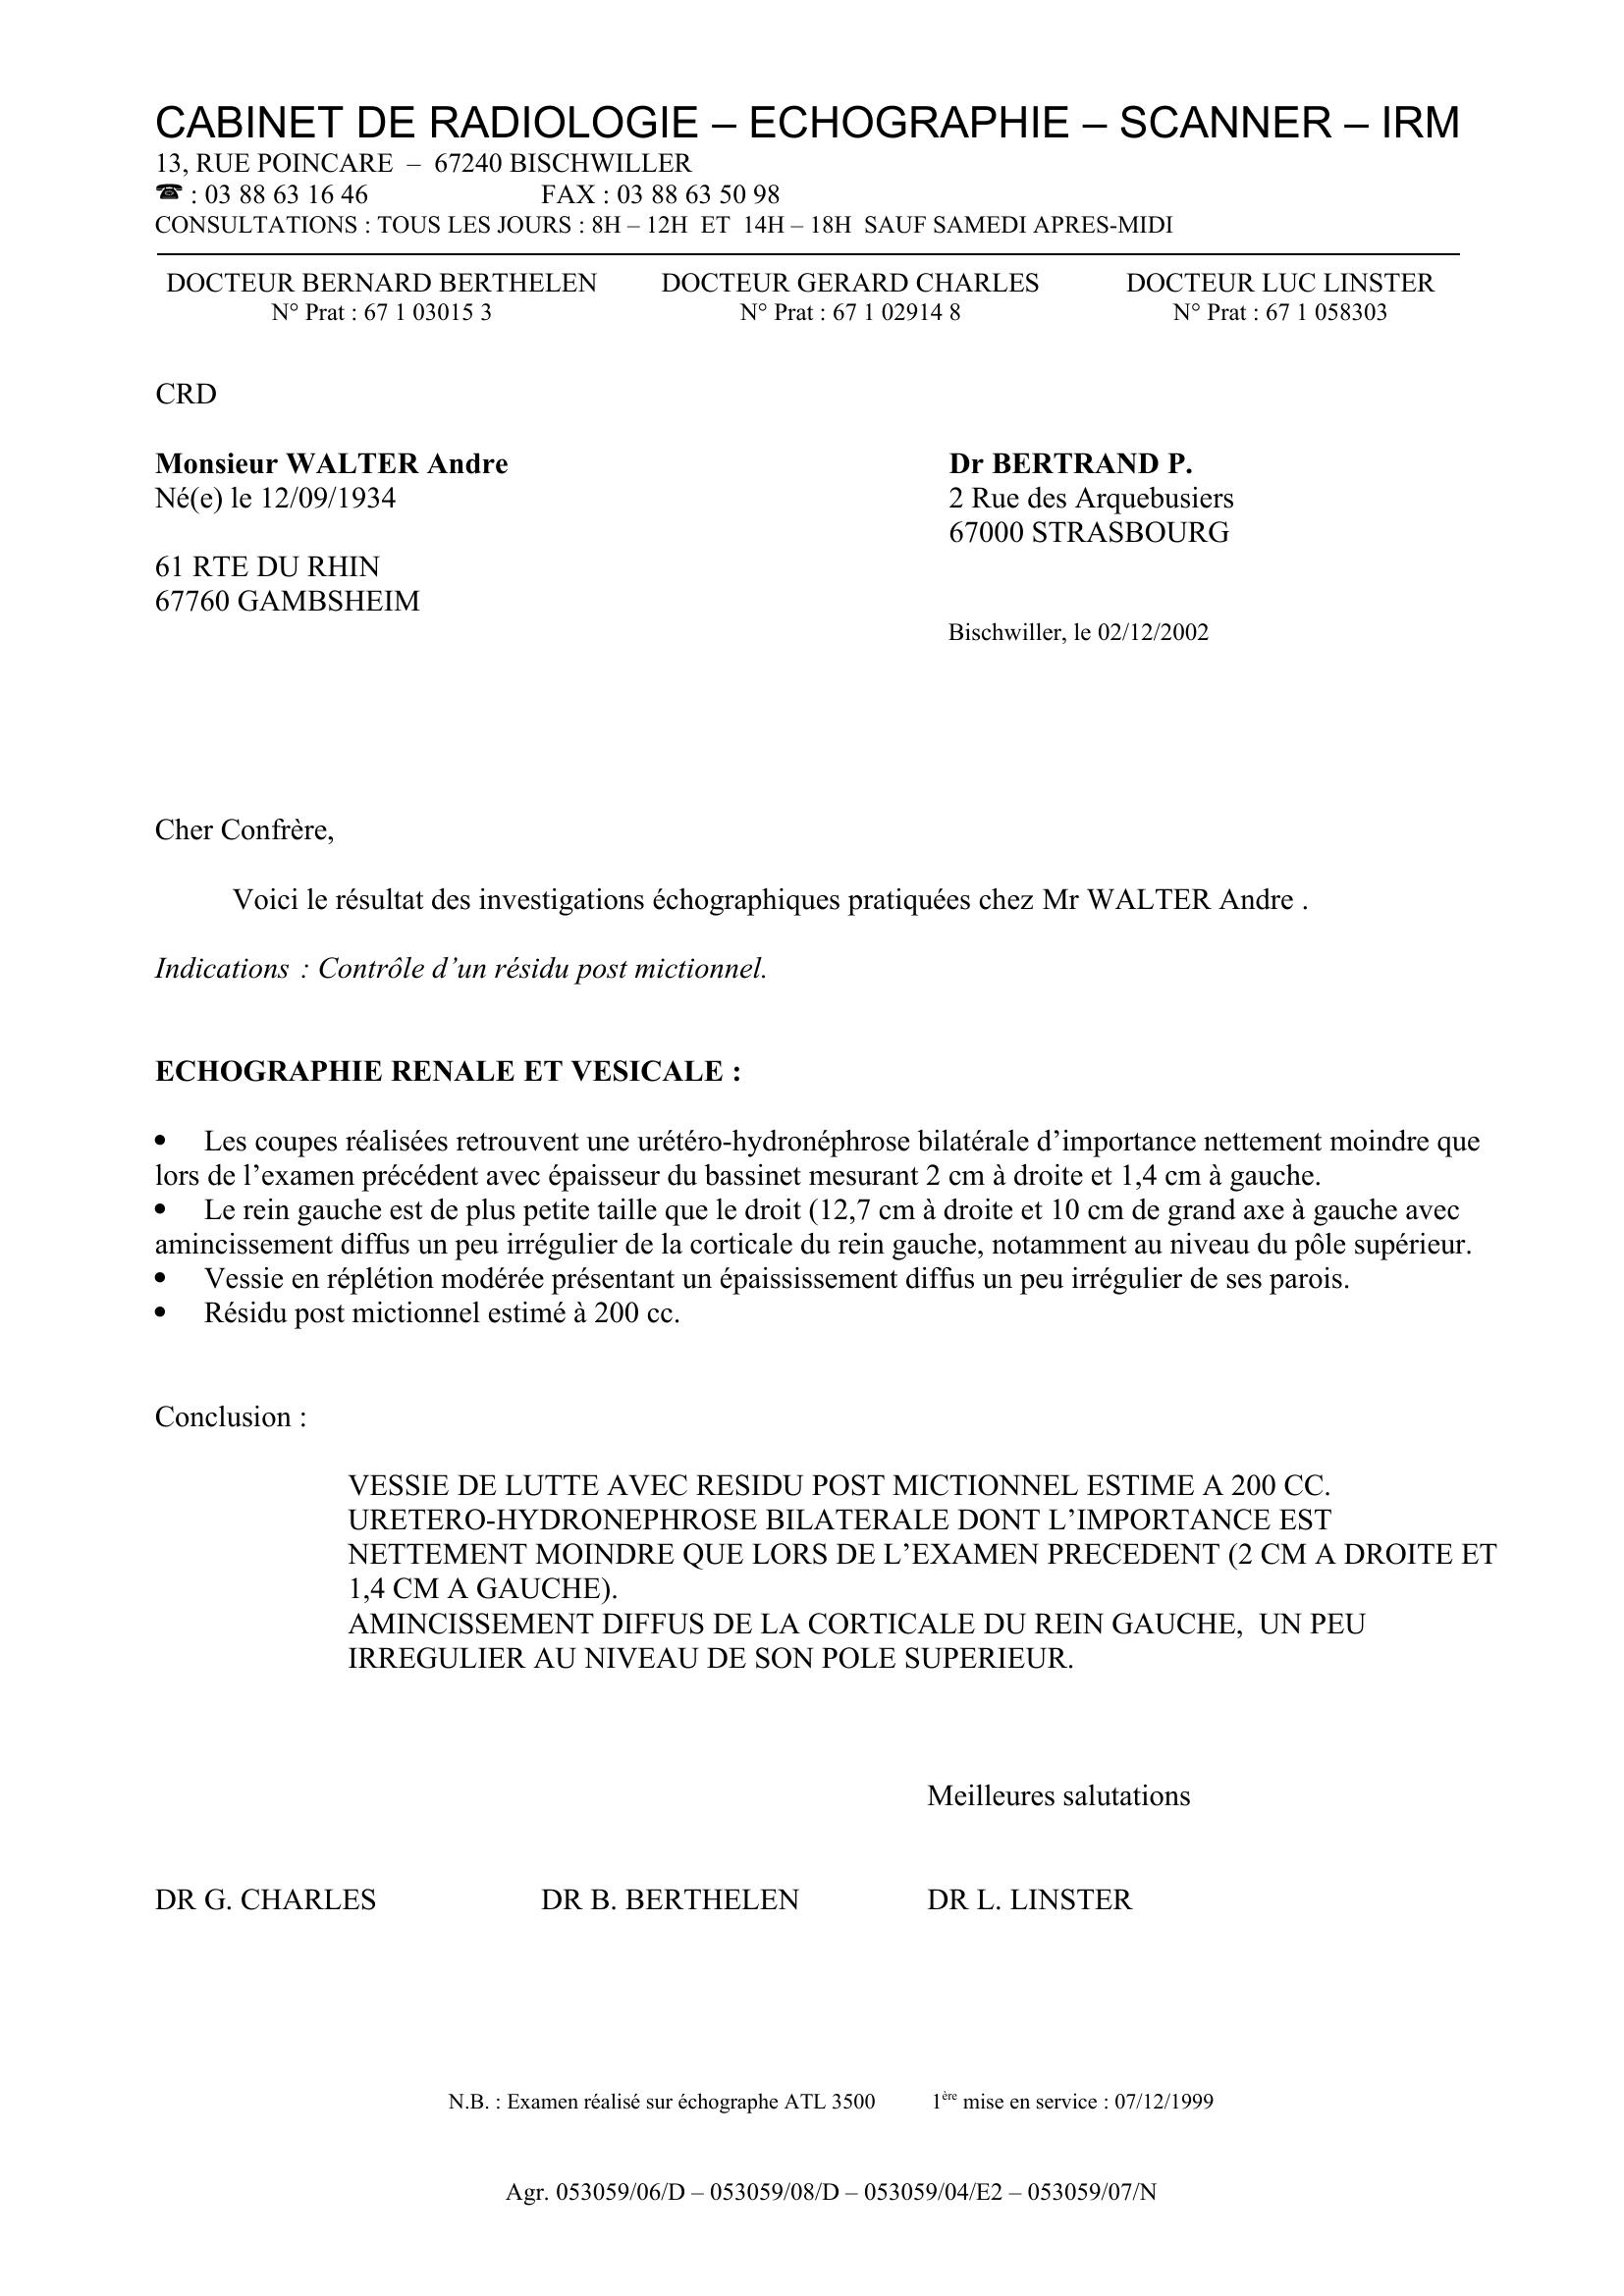 CABINET DE RADIOLOGIE – ECHOGRAPHIE – SCANNER – IRM
13, RUE POINCARE – 67240 BISCHWILLER
☎ : 03 88 63 16 46 FAX : 03 88 63 50 98
CONSULTATIONS : TOUS LES JOURS : 8H – 12H ET 14H – 18H SAUF SAMEDI APRES-MIDI
DOCTEUR BERNARD BERTHELEN DOCTEUR GERARD CHARLES DOCTEUR LUC LINSTER
N° Prat : 67 1 03015 3 N° Prat : 67 1 02914 8 N° Prat : 67 1 058303
CRD
Monsieur WALTER Andre Dr BERTRAND P.
Né(e) le 12/09/1934 2 Rue des Arquebusiers
67000 STRASBOURG
61 RTE DU RHIN
67760 GAMBSHEIM
Bischwiller, le 02/12/2002
Cher Confrère,
Voici le résultat des investigations échographiques pratiquées chez Mr WALTER Andre .
Indications : Contrôle d’un résidu post mictionnel.
ECHOGRAPHIE RENALE ET VESICALE :
• Les coupes réalisées retrouvent une urétéro-hydronéphrose bilatérale d’importance nettement moindre que
lors de l’examen précédent avec épaisseur du bassinet mesurant 2 cm à droite et 1,4 cm à gauche.
• Le rein gauche est de plus petite taille que le droit (12,7 cm à droite et 10 cm de grand axe à gauche avec
amincissement diffus un peu irrégulier de la corticale du rein gauche, notamment au niveau du pôle supérieur.
• Vessie en réplétion modérée présentant un épaississement diffus un peu irrégulier de ses parois.
• Résidu post mictionnel estimé à 200 cc.
Conclusion :
VESSIE DE LUTTE AVEC RESIDU POST MICTIONNEL ESTIME A 200 CC.
URETERO-HYDRONEPHROSE BILATERALE DONT L’IMPORTANCE EST
NETTEMENT MOINDRE QUE LORS DE L’EXAMEN PRECEDENT (2 CM A DROITE ET
1,4 CM A GAUCHE).
AMINCISSEMENT DIFFUS DE LA CORTICALE DU REIN GAUCHE, UN PEU
IRREGULIER AU NIVEAU DE SON POLE SUPERIEUR.
Meilleures salutations
DR G. CHARLES DR B. BERTHELEN DR L. LINSTER
N.B. : Examen réalisé sur échographe ATL 3500 1ère mise en service : 07/12/1999
Agr. 053059/06/D – 053059/08/D – 053059/04/E2 – 053059/07/N